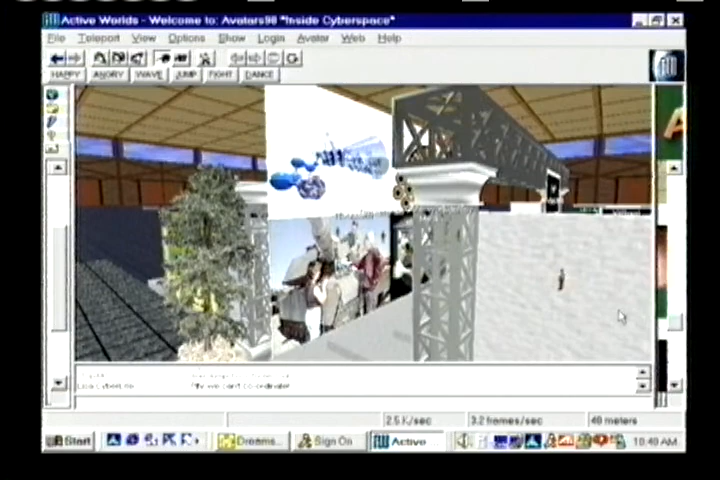 Active Worlds - Welcome to: Avatars98 "Inside Cyberspace"
File Teleport View Options Show Login Avatar Web Help
HAPPY ANGRY WAVE JUMP FIGHT DANCE
A
2.5 K/sec 3.2 frames/sec 48 meters
Start Dreams... Sign On Active 10:49 AM